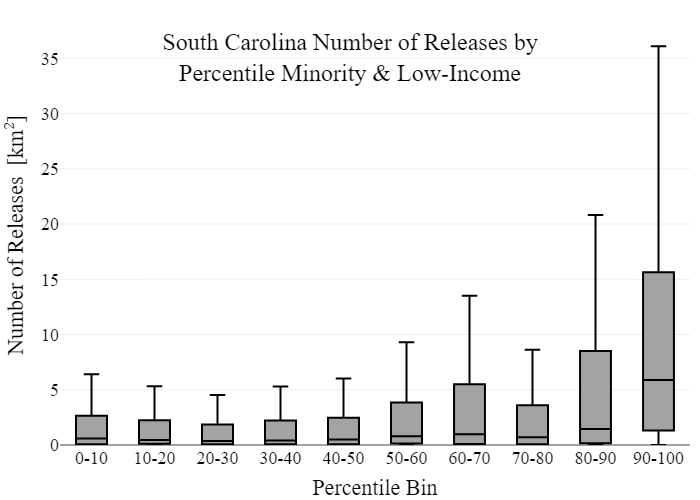 South Carolina Number of Releases by
Percentile Minority & Low-Income
Number of Releases [km²]
35
30
25
20
15
10
5
0
0-10 10-20 20-30 30-40 40-50 50-60 60-70 70-80 80-90 90-100
Percentile Bin